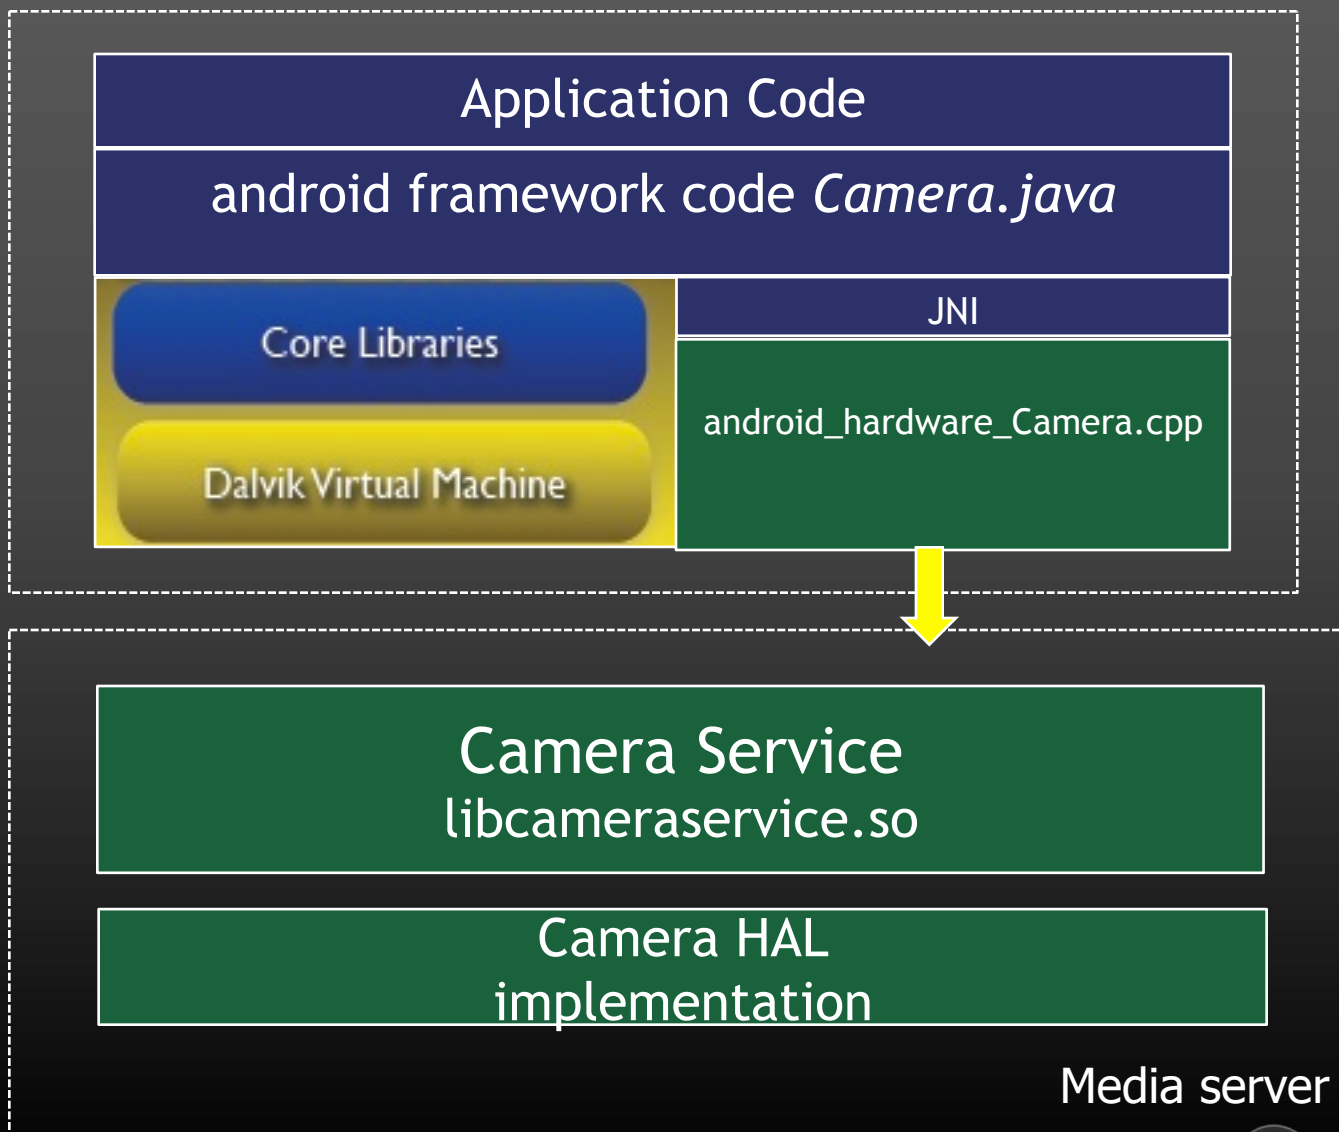 Application Code
android framework code Camera.java
Core Libraries
JNI
android_hardware_Camera.cpp
Dalvik Virtual Machine
Camera Service
libcameraservice.so
Camera HAL
implementation
Media server